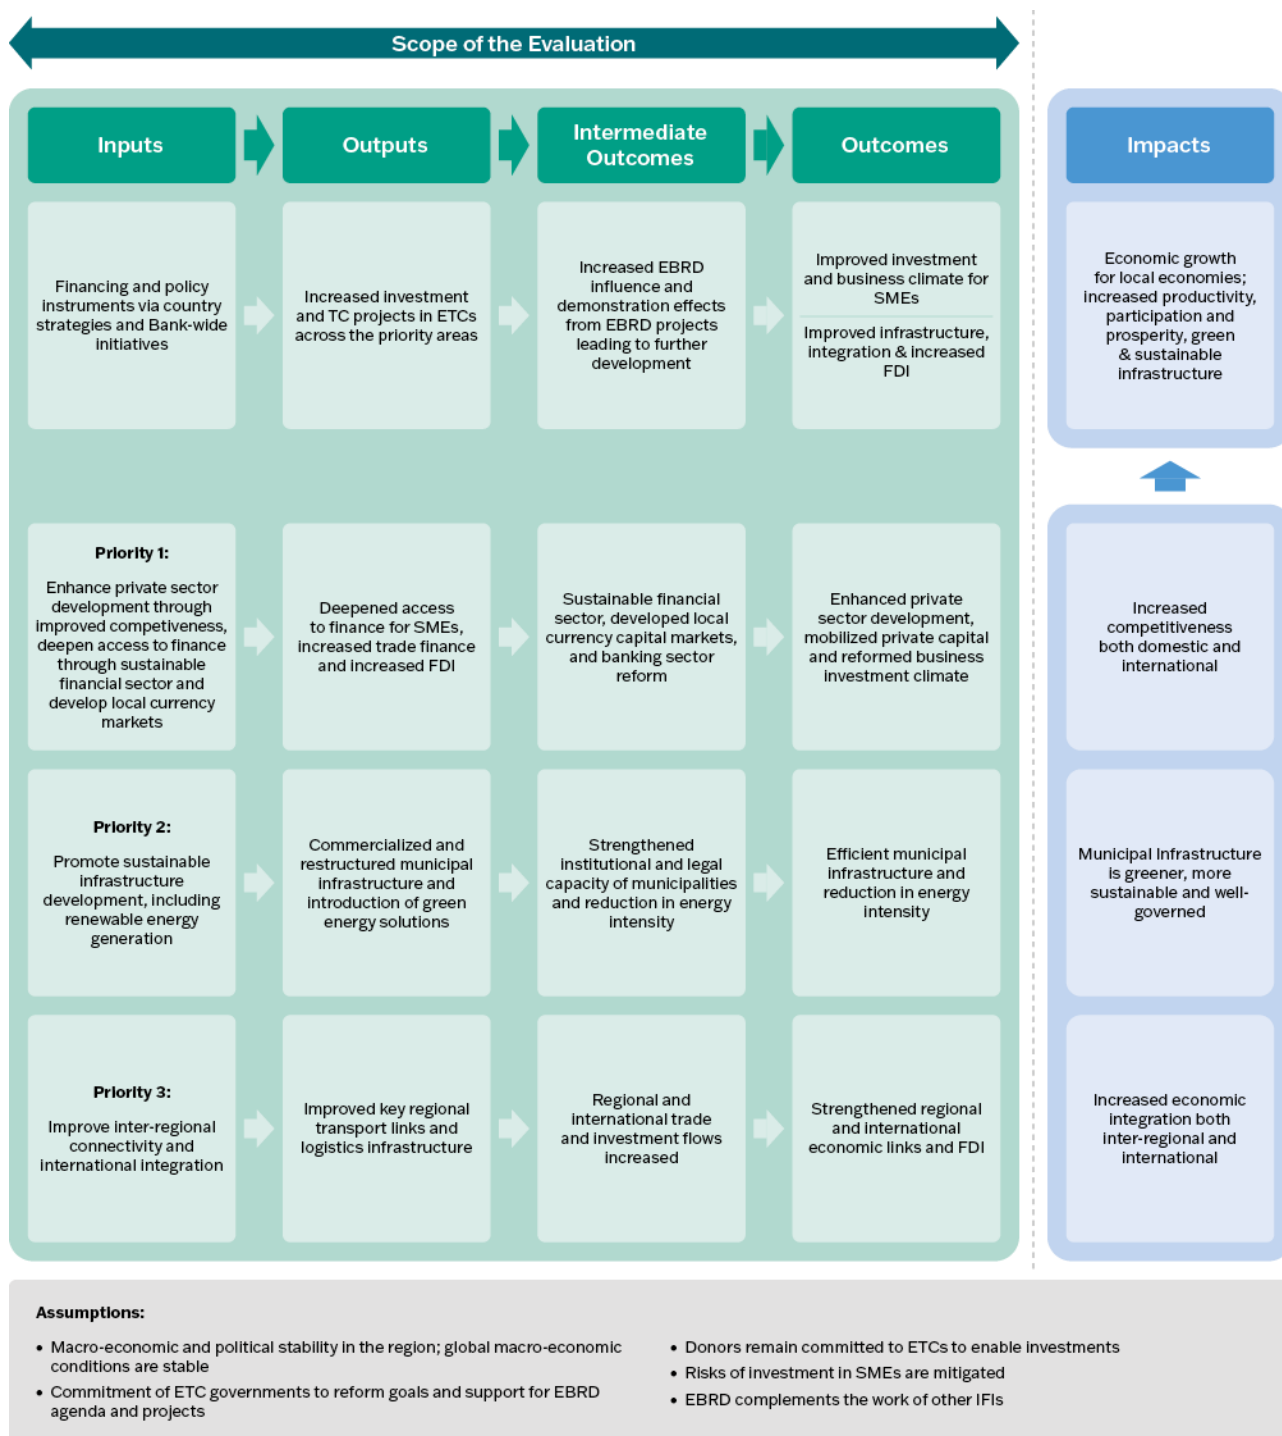 Scope of the Evaluation
Inputs
Outputs
Intermediate
Outcomes
Outcomes
Impacts
Financing and policy
instruments via country
strategies and Bank-wide
initiatives
Increased investment
and TC projects in ETCs
across the priority areas
Increased EBRD
influence and
demonstration effects
from EBRD projects
leading to further
development
Improved investment
and business climate for
SMEs
Improved infrastructure,
integration & increased
FDI
Economic growth
for local economies;
increased productivity,
participation and
prosperity, green
& sustainable
infrastructure
Priority 1:
Enhance private sector
development through
improved competiveness,
deepen access to finance
through sustainable
financial sector and
develop local currency
markets
Deepened access
to finance for SMEs,
increased trade finance
and increased FDI
Sustainable financial
sector, developed local
currency capital markets,
and banking sector
reform
Enhanced private
sector development,
mobilized private capital
and reformed business
investment climate
Increased
competitiveness
both domestic and
international
Priority 2:
Promote sustainable
infrastructure
development, including
renewable energy
generation
Commercialized and
restructured municipal
infrastructure and
introduction of green
energy solutions
Strengthened
institutional and legal
capacity of municipalities
and reduction in energy
intensity
Efficient municipal
infrastructure and
reduction in energy
intensity
Municipal Infrastructure
is greener, more
sustainable and well-
governed
Priority 3:
Improve inter-regional
connectivity and
international integration
Improved key regional
transport links and
logistics infrastructure
Regional and
international trade
and investment flows
increased
Strengthened regional
and international
economic links and FDI
Increased economic
integration both
inter-regional and
international
Assumptions:
• Macro-economic and political stability in the region; global macro-economic
conditions are stable
• Commitment of ETC governments to reform goals and support for EBRD
agenda and projects
• Donors remain committed to ETCs to enable investments
• Risks of investment in SMEs are mitigated
• EBRD complements the work of other IFIs